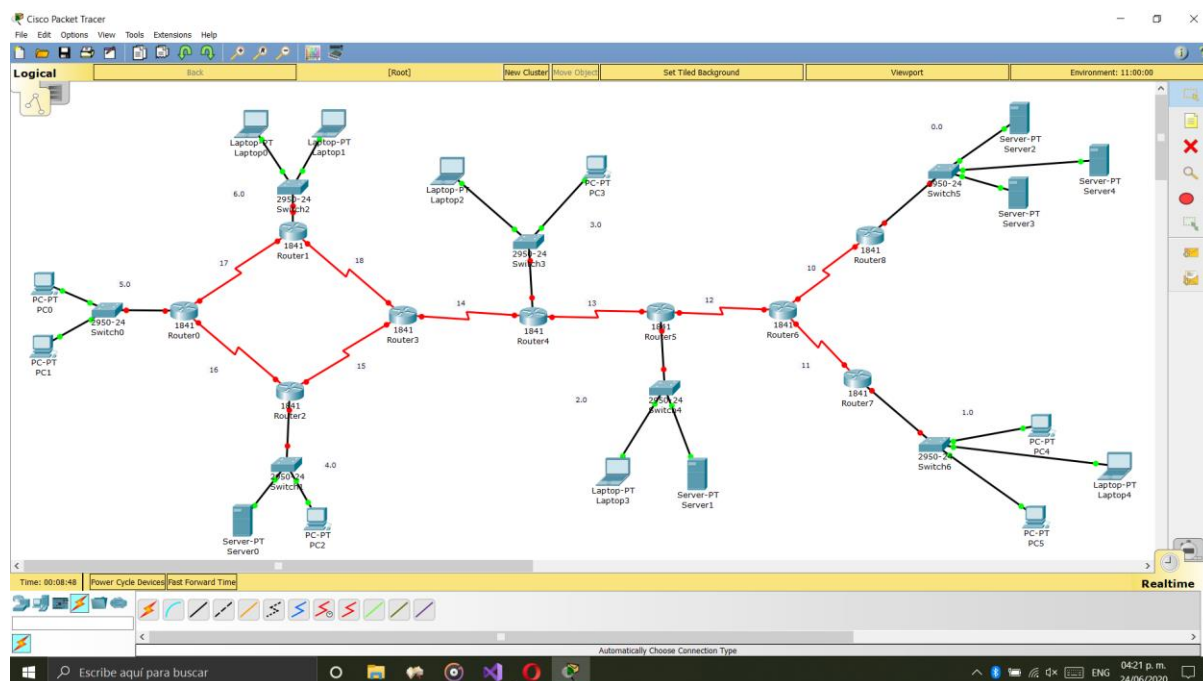 Cisco Packet Tracer
File Edit Options View Tools Extensions Help
Logical Back [Root] New Cluster Move Object Set Tiled Background Viewport Environment: 11:00:00
Laptop-PT
Laptop0
Laptop-PT
Laptop1
6.0
2950-24
Switch2
1841
Router1
17
18
5.0
PC-PT
PC0
2950-24
Switch0
PC-PT
PC1
1841
Router0
16
15
1841
Router2
1841
Router3
14
2950-24
Switch1
4.0
Server-PT
Server0
PC-PT
PC2
Laptop-PT
Laptop2
PC-PT
PC3
3.0
2950-24
Switch3
1841
Router4
13
1841
Router5
12
2.0
2950-24
Switch4
Laptop-PT
Laptop3
Server-PT
Server1
1841
Router6
10
11
1841
Router8
0.0
2950-24
Switch5
Server-PT
Server2
Server-PT
Server4
Server-PT
Server3
1841
Router7
1.0
2950-24
Switch6
PC-PT
PC4
Laptop-PT
Laptop4
PC-PT
PC5
Time: 00:08:48 Power Cycle Devices Fast Forward Time Realtime
Automatically Choose Connection Type
Escribe aquí para buscar
ENG
04:21 p. m.
24/06/2020